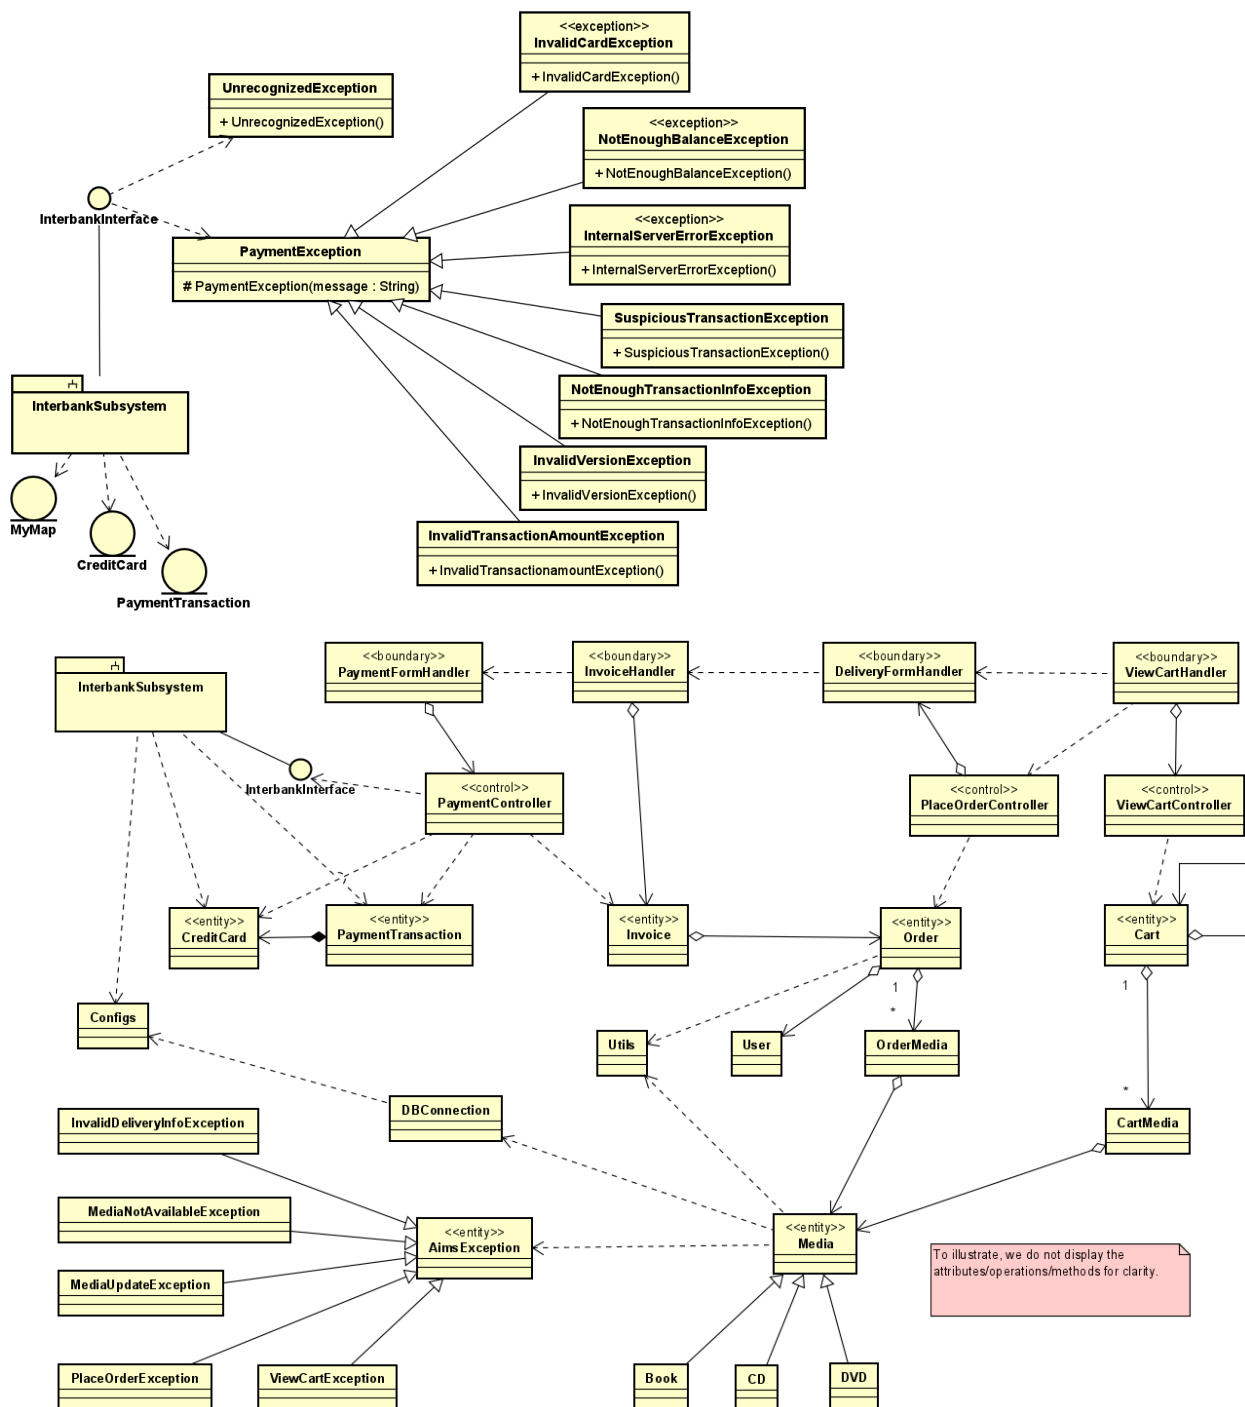 <<exception>>
InvalidCardException
+ InvalidCardException()
UnrecognizedException
+ UnrecognizedException()
<<exception>>
NotEnoughBalanceException
+ NotEnoughBalanceException()
InterbankInterface
<<exception>>
InternalServerErrorException
+ InternalServerErrorException()
PaymentException
# PaymentException(message : String)
SuspiciousTransactionException
+ SuspiciousTransactionException()
InterbankSubsystem
NotEnoughTransactionInfoException
+ NotEnoughTransactionInfoException()
InvalidVersionException
+ InvalidVersionException()
MyMap
CreditCard
PaymentTransaction
InvalidTransactionAmountException
+ InvalidTransactionamountException()
InterbankSubsystem
<<boundary>>
PaymentFormHandler
<<boundary>>
InvoiceHandler
<<boundary>>
DeliveryFormHandler
<<boundary>>
ViewCartHandler
InterbankInterface
<<control>>
PaymentController
<<control>>
PlaceOrderController
<<control>>
ViewCartController
<<entity>>
CreditCard
<<entity>>
PaymentTransaction
<<entity>>
Invoice
<<entity>>
Order
<<entity>>
Cart
1
*
1
*
Configs
Utils
User
OrderMedia
DBConnection
CartMedia
InvalidDeliveryInfoException
MediaNotAvailableException
MediaUpdateException
<<entity>>
AimsException
<<entity>>
Media
To illustrate, we do not display the
attributes/operations/methods for clarity.
PlaceOrderException
ViewCartException
Book
CD
DVD